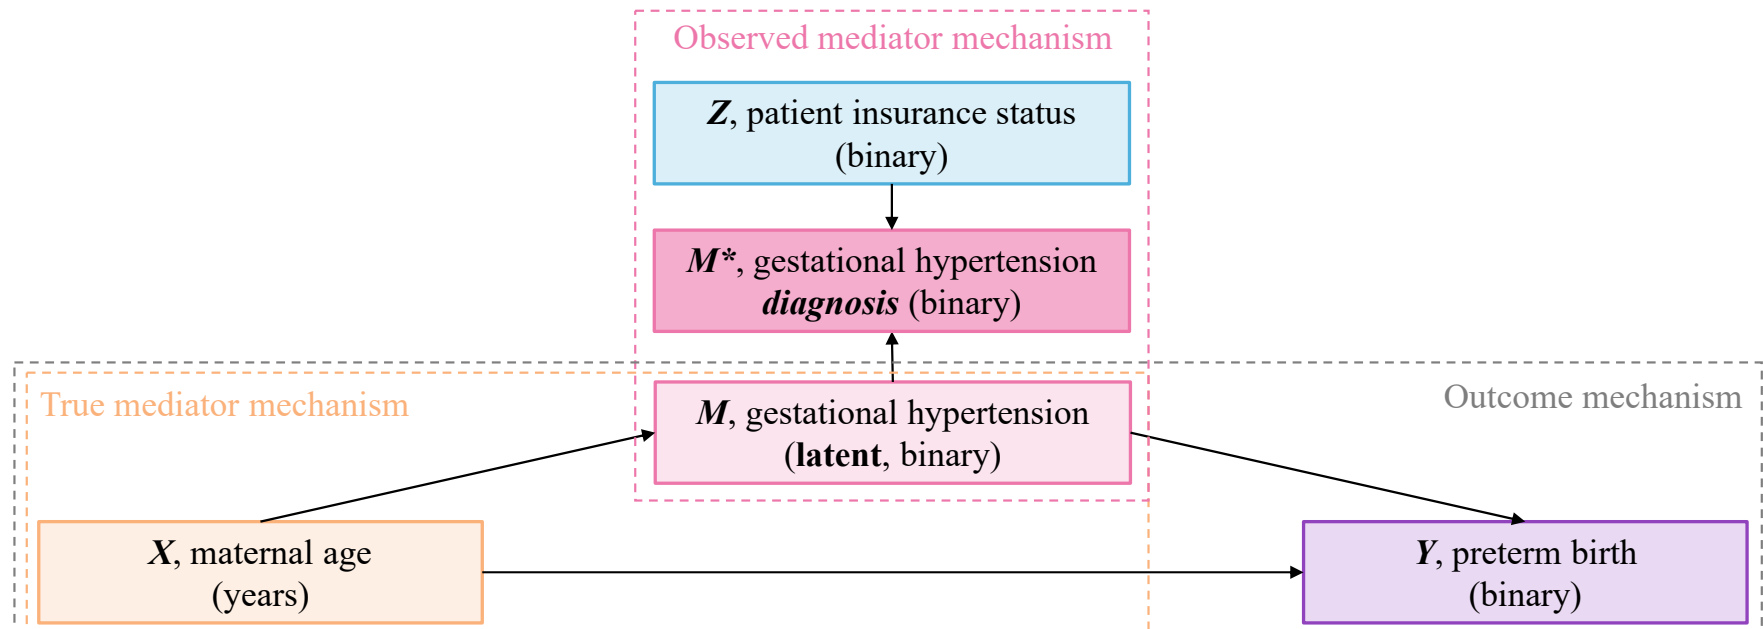 Observed mediator mechanism
Z, patient insurance status
(binary)
M*, gestational hypertension
diagnosis (binary)
True mediator mechanism
M, gestational hypertension
(latent, binary)
Outcome mechanism
X, maternal age
(years)
Y, preterm birth
(binary)